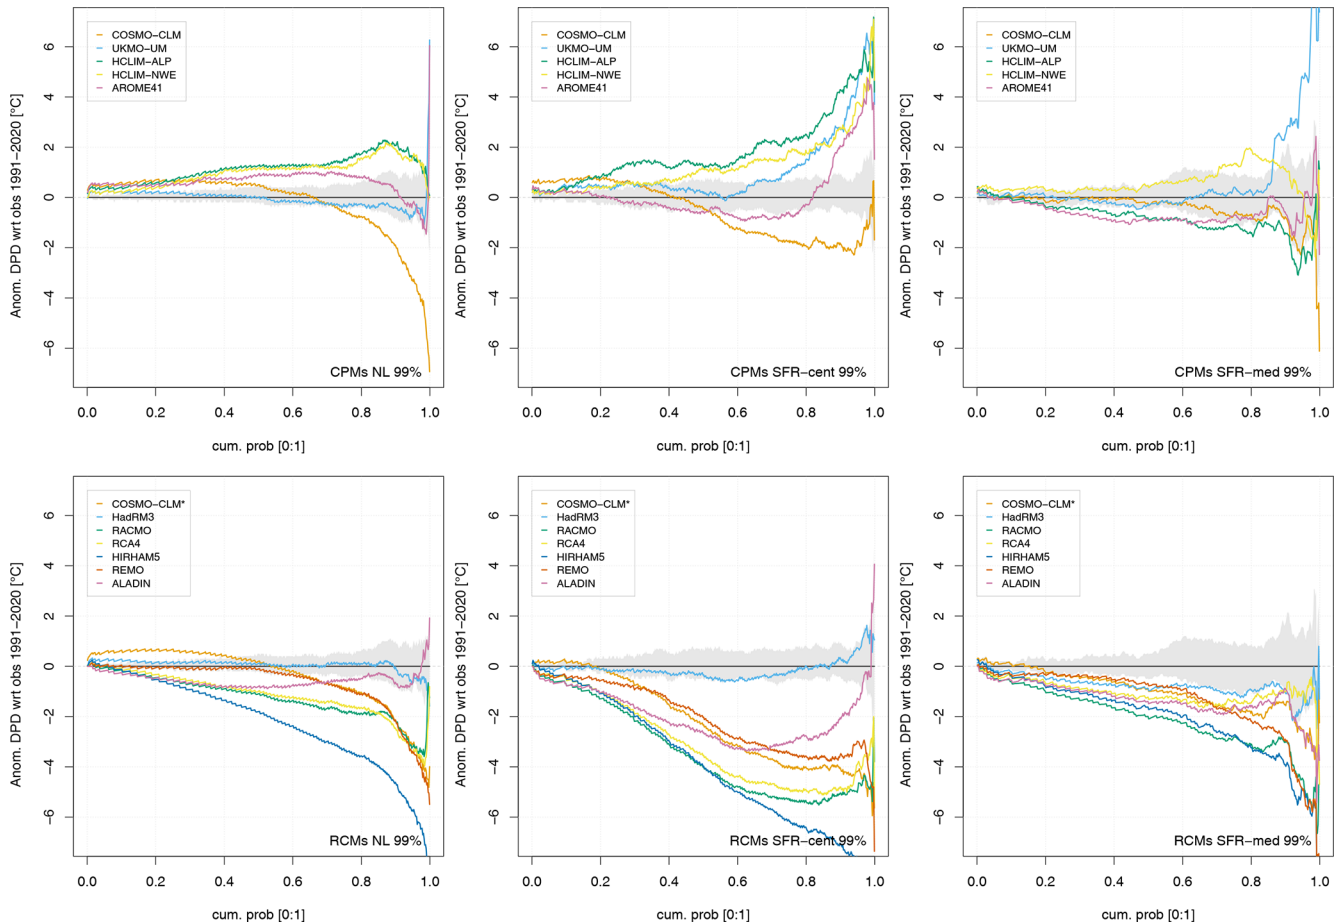 Anom. DPD wrt obs 1991−2020 [°C]
6
4
2
0
−2
−4
−6
COSMO−CLM
UKMO−UM
HCLIM−ALP
HCLIM−NWE
AROME41
CPMs NL 99%
0.0 0.2 0.4 0.6 0.8 1.0
cum. prob [0:1]
Anom. DPD wrt obs 1991−2020 [°C]
6
4
2
0
−2
−4
−6
COSMO−CLM
UKMO−UM
HCLIM−ALP
HCLIM−NWE
AROME41
CPMs SFR−cent 99%
0.0 0.2 0.4 0.6 0.8 1.0
cum. prob [0:1]
Anom. DPD wrt obs 1991−2020 [°C]
6
4
2
0
−2
−4
−6
COSMO−CLM
UKMO−UM
HCLIM−ALP
HCLIM−NWE
AROME41
CPMs SFR−med 99%
0.0 0.2 0.4 0.6 0.8 1.0
cum. prob [0:1]
Anom. DPD wrt obs 1991−2020 [°C]
6
4
2
0
−2
−4
−6
COSMO−CLM*
HadRM3
RACMO
RCA4
HIRHAM5
REMO
ALADIN
RCMs NL 99%
0.0 0.2 0.4 0.6 0.8 1.0
cum. prob [0:1]
Anom. DPD wrt obs 1991−2020 [°C]
6
4
2
0
−2
−4
−6
COSMO−CLM*
HadRM3
RACMO
RCA4
HIRHAM5
REMO
ALADIN
RCMs SFR−cent 99%
0.0 0.2 0.4 0.6 0.8 1.0
cum. prob [0:1]
Anom. DPD wrt obs 1991−2020 [°C]
6
4
2
0
−2
−4
−6
COSMO−CLM*
HadRM3
RACMO
RCA4
HIRHAM5
REMO
ALADIN
RCMs SFR−med 99%
0.0 0.2 0.4 0.6 0.8 1.0
cum. prob [0:1]